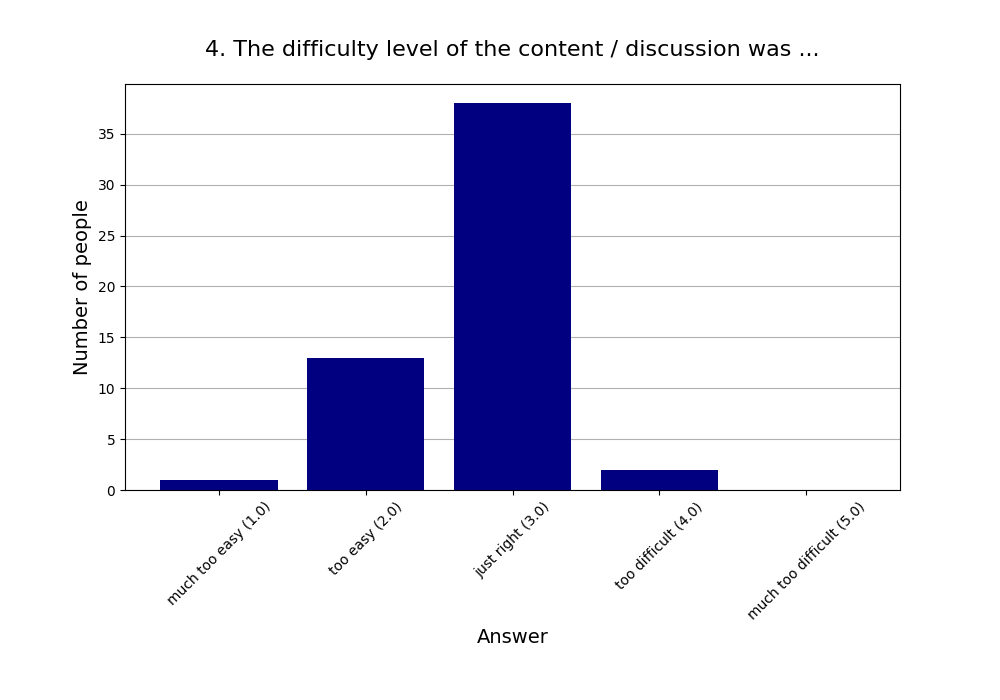 4. The difficulty level of the content / discussion was ...
Number of people
35
30
25
20
15
10
5
0
much too easy (1.0)
too easy (2.0)
just right (3.0)
too difficult (4.0)
much too difficult (5.0)
Answer